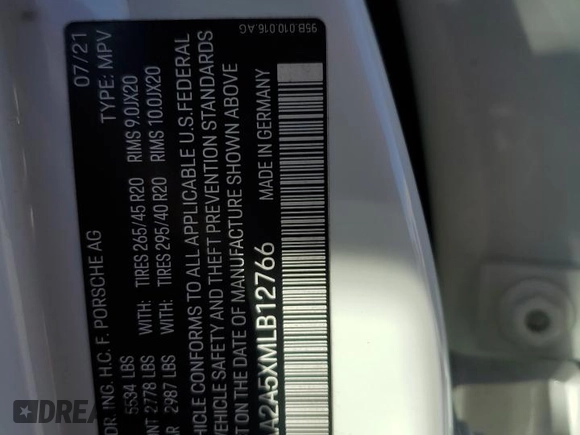 07/21
TYPE: MPV
DR. ING. H.C. F. PORSCHE AG
5534 LBS
2778 LBS WITH: TIRES 265/45 R20 RIMS 9.0JX20
2987 LBS WITH: TIRES 295/40 R20 RIMS 10.0JX20
VEHICLE CONFORMS TO ALL APPLICABLE U.S. FEDERAL
VEHICLE SAFETY AND THEFT PREVENTION STANDARDS
ON THE DATE OF MANUFACTURE SHOWN ABOVE
A2A5XMLB12766 MADE IN GERMANY
95B.010.016.AG